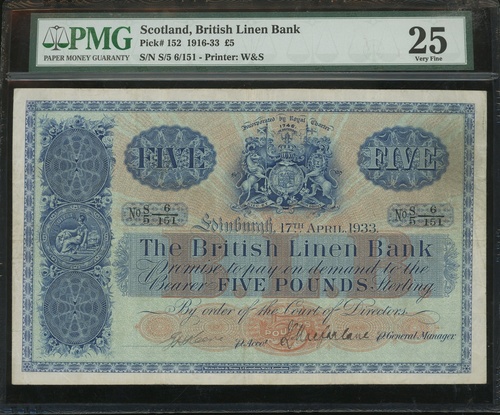 PMG
PAPER MONEY GUARANTY
Scotland, British Linen Bank
Pick# 152 1916-33 £5
S/N S/5 6/151 - Printer: W&S
25
Very Fine
Incorporated by Royal Charter
1746
FIVE
FIVE
No S/5 6/151
No S/5 6/151
Edinburgh, 17TH APRIL, 1933.
The British Linen Bank
Promise to pay on demand to the
Bearer FIVE POUNDS Sterling
By order of the Court of Directors.
p Acct.
p General Manager